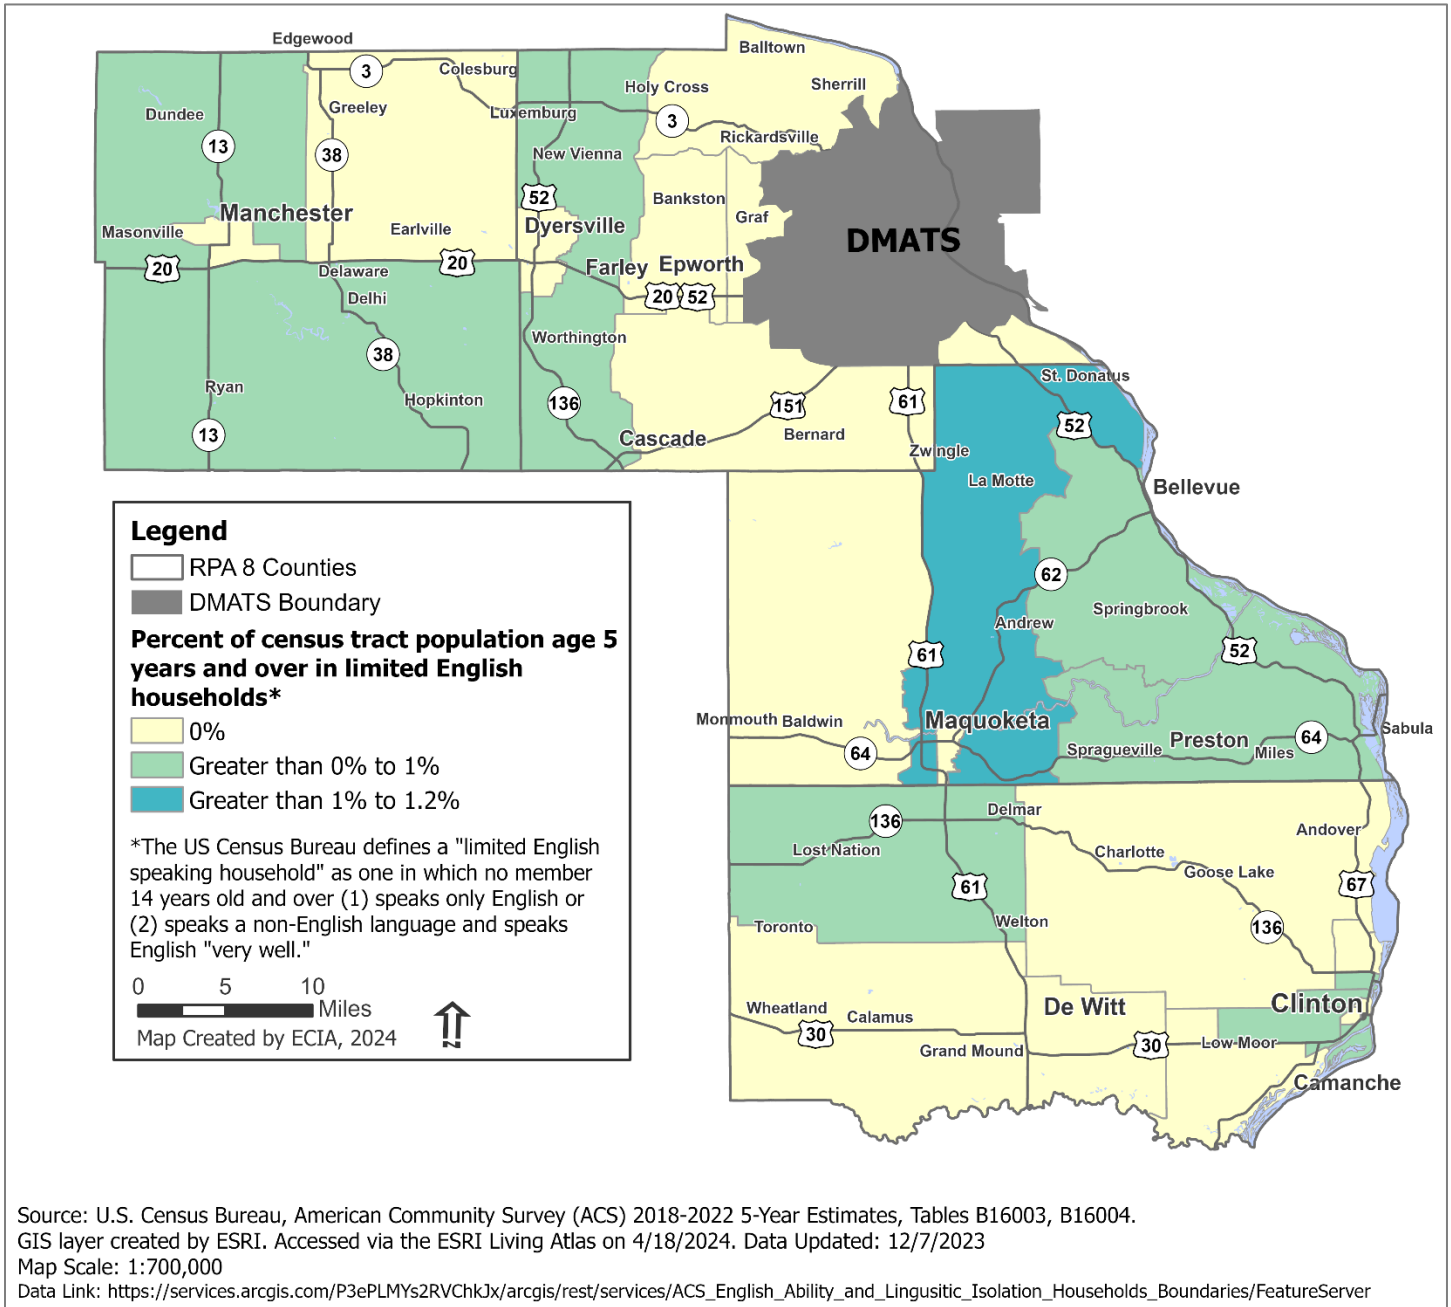 Edgewood
Balltown
3
Colesburg
Sherrill
Holy Cross
Dundee
Greeley
Luxemburg
3
Rickardsville
13
38
New Vienna
52
Bankston
Manchester
Graf
Dyersville
Masonville
Earlville
DMATS
20
20
Farley
Epworth
Delaware
20
52
Delhi
Worthington
38
St. Donatus
Ryan
Hopkinton
136
151
61
52
13
Cascade
Bernard
Zwingle
La Motte
Bellevue
Legend
RPA 8 Counties
DMATS Boundary
Percent of census tract population age 5
years and over in limited English
households*
0%
Greater than 0% to 1%
Greater than 1% to 1.2%
*The US Census Bureau defines a "limited English
speaking household" as one in which no member
14 years old and over (1) speaks only English or
(2) speaks a non-English language and speaks
English "very well."
0 5 10
Miles
Map Created by ECIA, 2024
N
62
Springbrook
Andrew
61
52
Monmouth
Baldwin
Maquoketa
Sabula
64
Spragueville
Preston
Miles
64
Delmar
136
Andover
Lost Nation
Charlotte
Goose Lake
61
67
Toronto
Welton
136
Wheatland
Calamus
De Witt
Clinton
30
Grand Mound
30
Low Moor
Camanche
Source: U.S. Census Bureau, American Community Survey (ACS) 2018-2022 5-Year Estimates, Tables B16003, B16004.
GIS layer created by ESRI. Accessed via the ESRI Living Atlas on 4/18/2024. Data Updated: 12/7/2023
Map Scale: 1:700,000
Data Link: https://services.arcgis.com/P3ePLMYs2RVChkJx/arcgis/rest/services/ACS_English_Ability_and_Lingusitic_Isolation_Households_Boundaries/FeatureServer